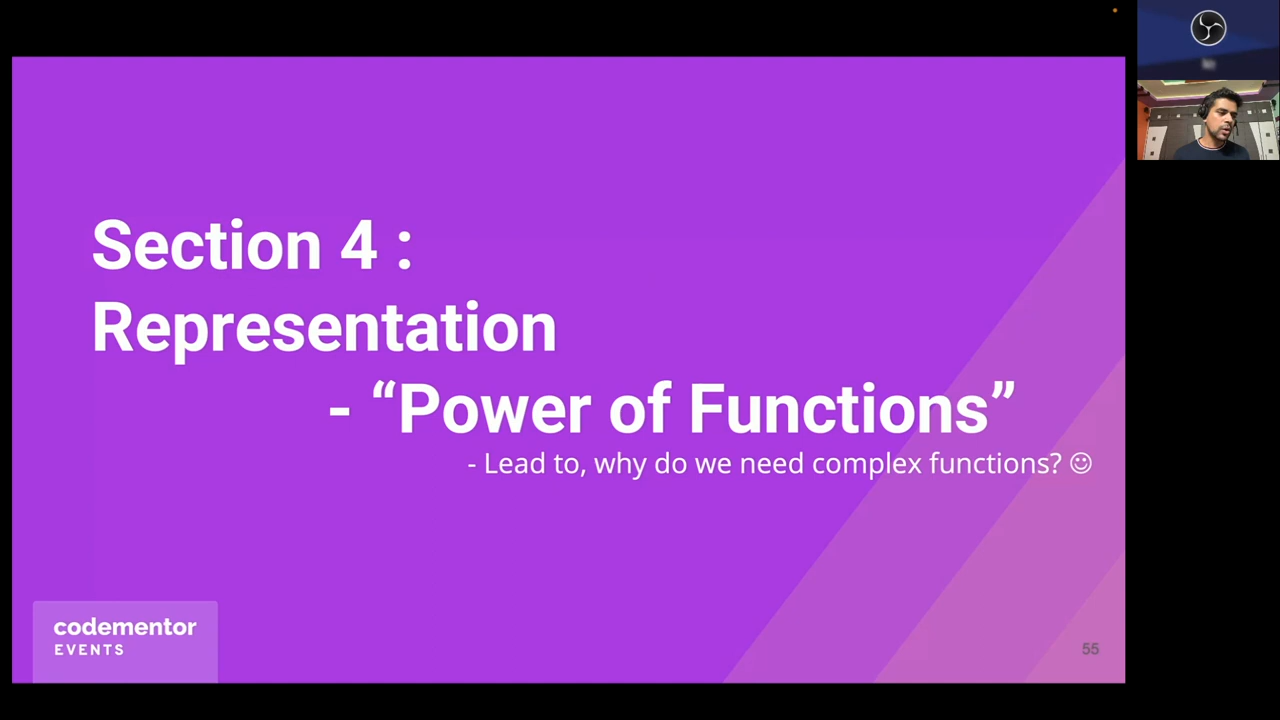 Section 4 :
Representation
- “Power of Functions”
- Lead to, why do we need complex functions? ☺
codementor
EVENTS
55